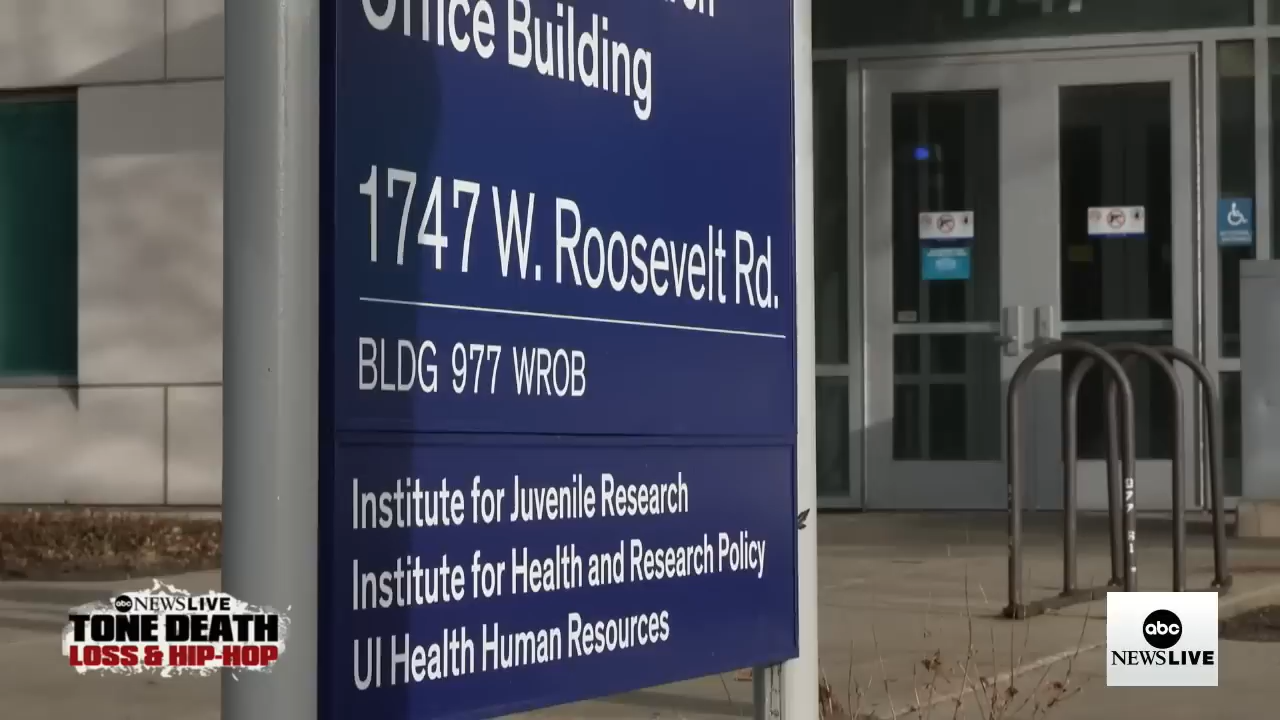 Office Building
1747
1747 W. Roosevelt Rd.
BLDG 977 WROB
Institute for Juvenile Research
Institute for Health and Research Policy
UI Health Human Resources
abc NEWS LIVE
TONE DEATH
LOSS & HIP-HOP
abc
NEWS LIVE